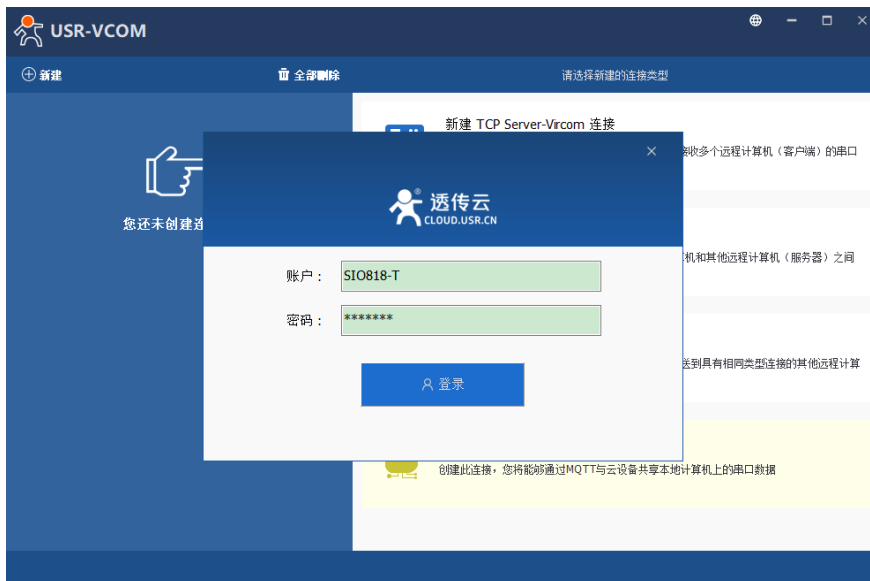 USR-VCOM
新建
全部删除
请选择新建的连接类型
新建 TCP Server-Vircom 连接
接收多个远程计算机（客户端）的串口
您还未创建连
透传云®
CLOUD.USR.CN
账户：
SIO818-T
密码：
*******
登录
机和其他远程计算机（服务器）之间
送到具有相同类型连接的其他远程计算
创建此连接，您将能够通过MQTT与云设备共享本地计算机上的串口数据